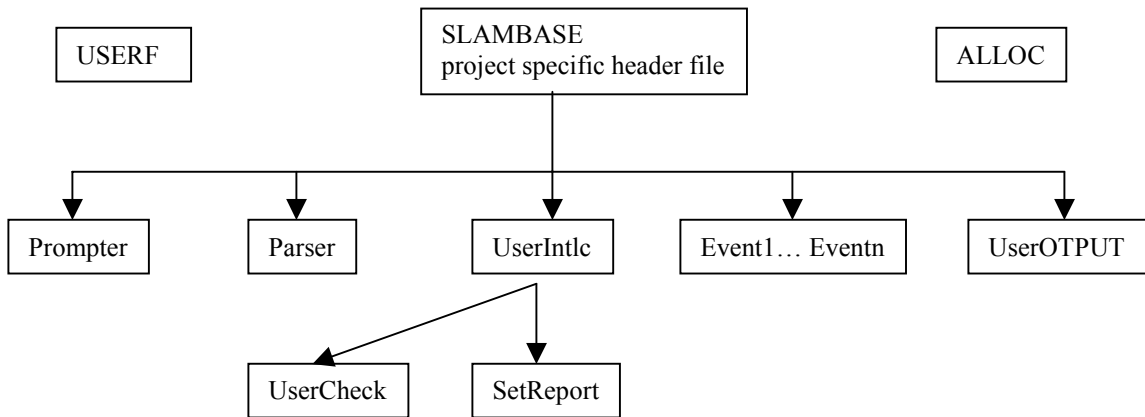 USERF
SLAMBASE
project specific header file
ALLOC
Prompter
Parser
UserIntlc
Event1… Eventn
UserOTPUT
UserCheck
SetReport